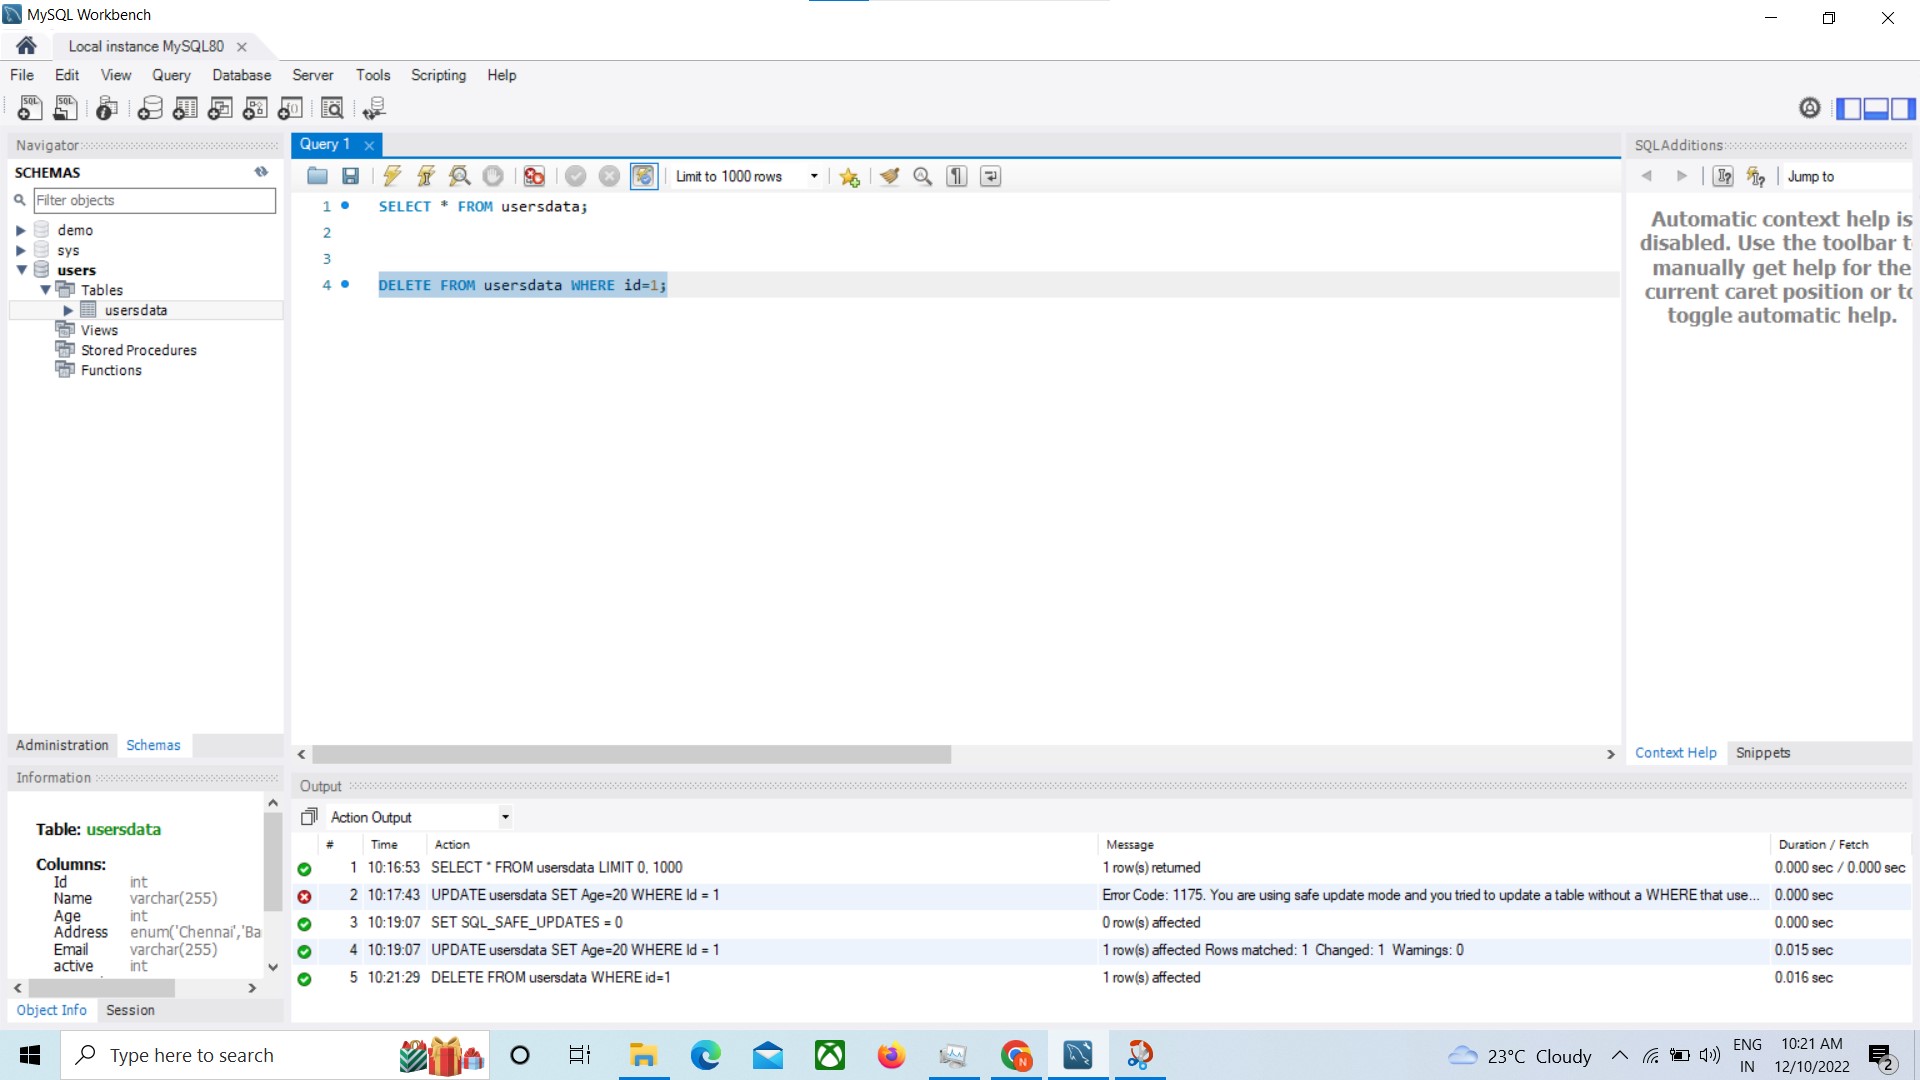 MySQL Workbench
Local instance MySQL80
File Edit View Query Database Server Tools Scripting Help
Navigator
SCHEMAS
Filter objects
demo
sys
users
Tables
usersdata
Views
Stored Procedures
Functions
Administration Schemas
Information
Table: usersdata
Columns:
Id int
Name varchar(255)
Age int
Address enum('Chennai','Ba
Email varchar(255)
active int
Object Info Session
Query 1
Limit to 1000 rows
1 SELECT * FROM usersdata;
2
3
4 DELETE FROM usersdata WHERE id=1;
SQLAdditions
Jump to
Automatic context help is
disabled. Use the toolbar t
manually get help for the
current caret position or to
toggle automatic help.
Context Help Snippets
Output
Action Output
# Time Action Message Duration / Fetch
1 10:16:53 SELECT * FROM usersdata LIMIT 0, 1000 1 row(s) returned 0.000 sec / 0.000 sec
2 10:17:43 UPDATE usersdata SET Age=20 WHERE Id = 1 Error Code: 1175. You are using safe update mode and you tried to update a table without a WHERE that use... 0.000 sec
3 10:19:07 SET SQL_SAFE_UPDATES = 0 0 row(s) affected 0.000 sec
4 10:19:07 UPDATE usersdata SET Age=20 WHERE Id = 1 1 row(s) affected Rows matched: 1 Changed: 1 Warnings: 0 0.015 sec
5 10:21:29 DELETE FROM usersdata WHERE id=1 1 row(s) affected 0.016 sec
Type here to search
23°C Cloudy
ENG
IN
10:21 AM
12/10/2022
2